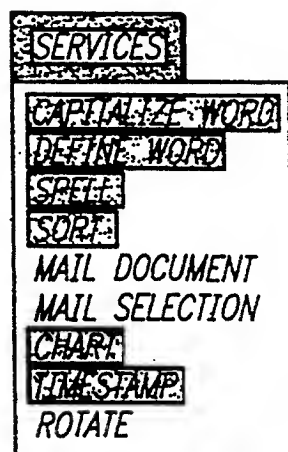 SERVICES
CAPITALIZE WORD
DEFINE WORD
SPELL
SORT
MAIL DOCUMENT
MAIL SELECTION
CHART
TIMESTAMP
ROTATE